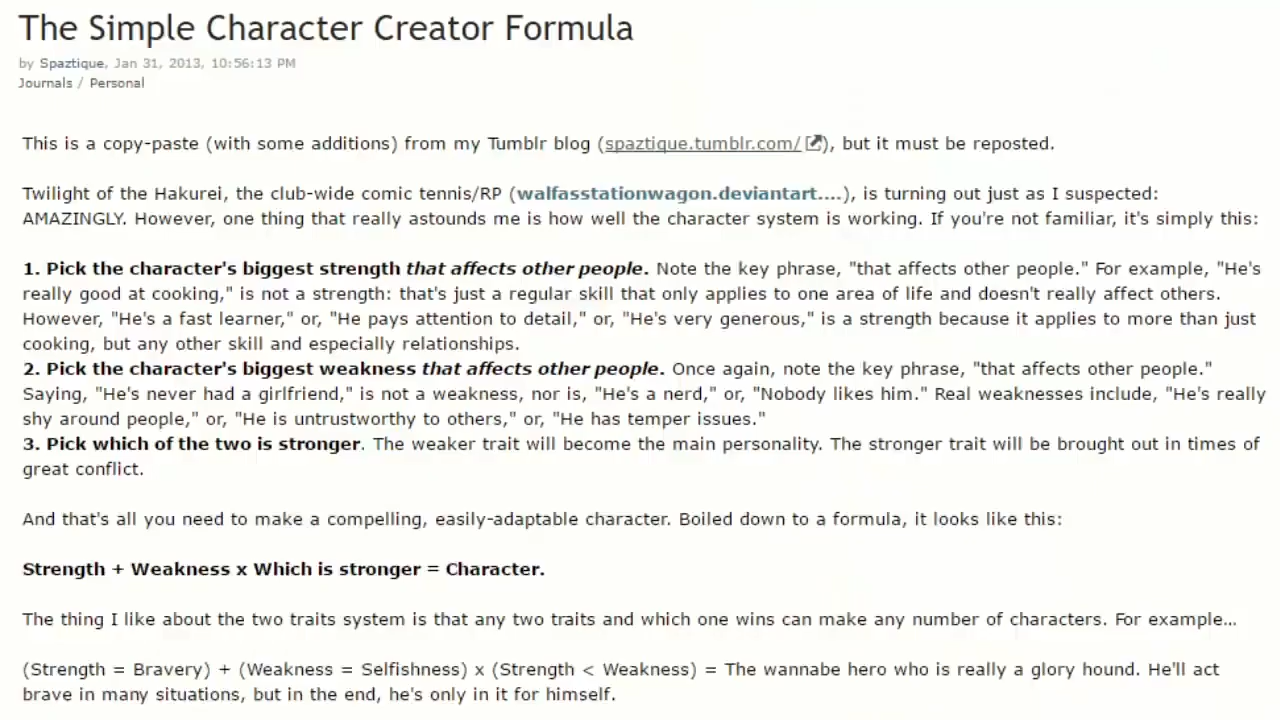 The Simple Character Creator Formula
by Spaztique, Jan 31, 2013, 10:56:13 PM
Journals / Personal
This is a copy-paste (with some additions) from my Tumblr blog (spaztique.tumblr.com/), but it must be reposted.
Twilight of the Hakurei, the club-wide comic tennis/RP (walfasstationwagon.deviantart....), is turning out just as I suspected:
AMAZINGLY. However, one thing that really astounds me is how well the character system is working. If you're not familiar, it's simply this:
1. Pick the character's biggest strength that affects other people. Note the key phrase, "that affects other people." For example, "He's
really good at cooking," is not a strength: that's just a regular skill that only applies to one area of life and doesn't really affect others.
However, "He's a fast learner," or, "He pays attention to detail," or, "He's very generous," is a strength because it applies to more than just
cooking, but any other skill and especially relationships.
2. Pick the character's biggest weakness that affects other people. Once again, note the key phrase, "that affects other people."
Saying, "He's never had a girlfriend," is not a weakness, nor is, "He's a nerd," or, "Nobody likes him." Real weaknesses include, "He's really
shy around people," or, "He is untrustworthy to others," or, "He has temper issues."
3. Pick which of the two is stronger. The weaker trait will become the main personality. The stronger trait will be brought out in times of
great conflict.
And that's all you need to make a compelling, easily-adaptable character. Boiled down to a formula, it looks like this:
Strength + Weakness x Which is stronger = Character.
The thing I like about the two traits system is that any two traits and which one wins can make any number of characters. For example...
(Strength = Bravery) + (Weakness = Selfishness) x (Strength < Weakness) = The wannabe hero who is really a glory hound. He'll act
brave in many situations, but in the end, he's only in it for himself.